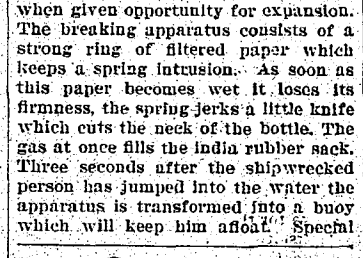 when given opportunity for expansion.
The breaking apparatus consists of a
strong ring of filtered paper which
keeps a spring intrusion. As soon as
this paper becomes wet it loses its
firmness, the spring jerks a little knife
which cuts the neck of the bottle. The
gas at once fills the india rubber sack.
Three seconds after the shipwrecked
person has jumped into the water the
apparatus is transformed into a buoy
which will keep him afloat. Special